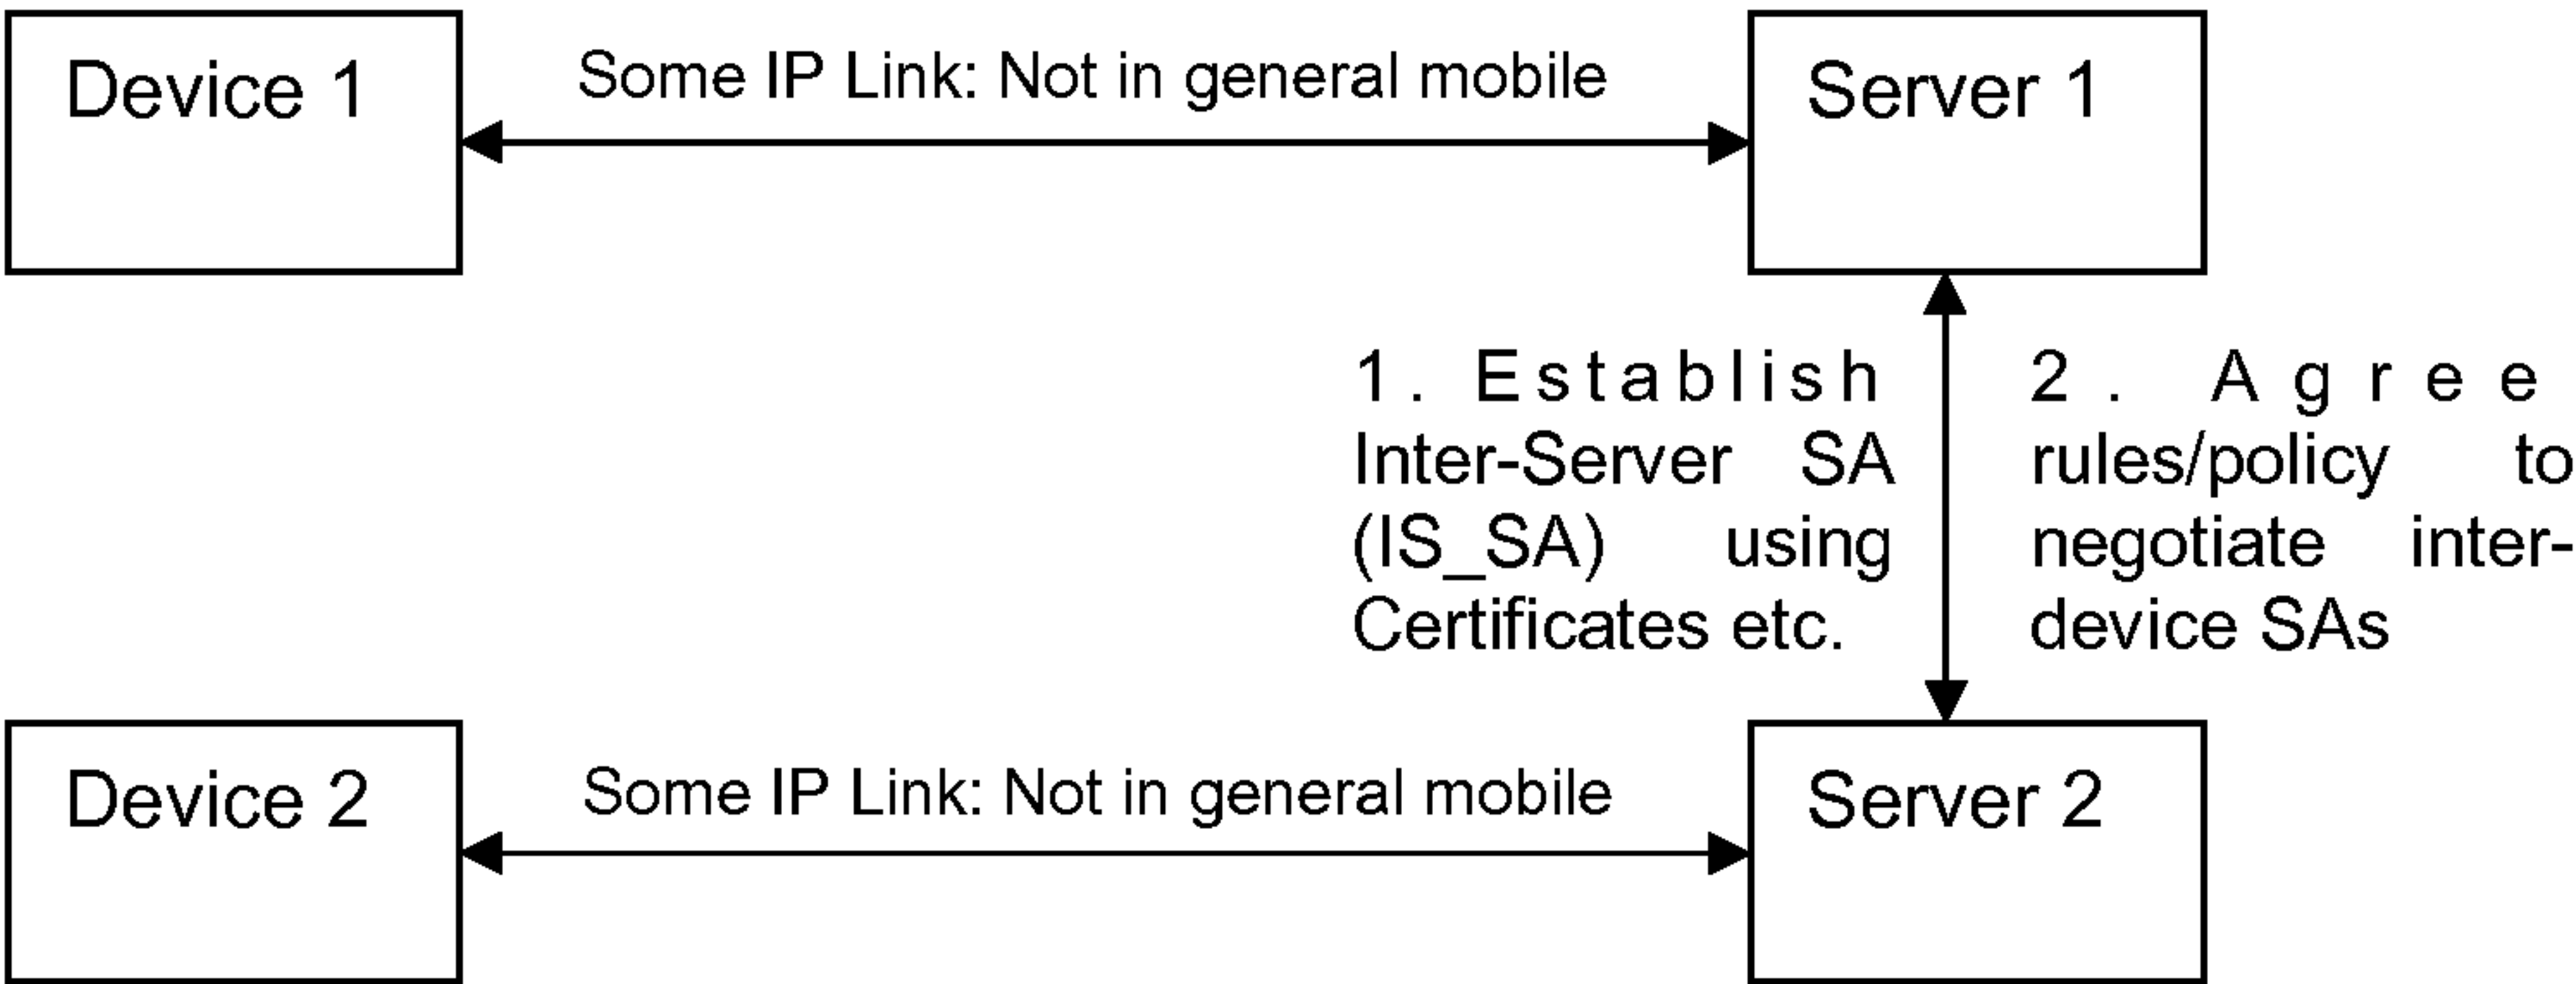 Device 1
Some IP Link: Not in general mobile
Server 1
1. Establish
Inter-Server SA
(IS_SA) using
Certificates etc.
2. Agree
rules/policy to
negotiate inter-
device SAs
Device 2
Some IP Link: Not in general mobile
Server 2